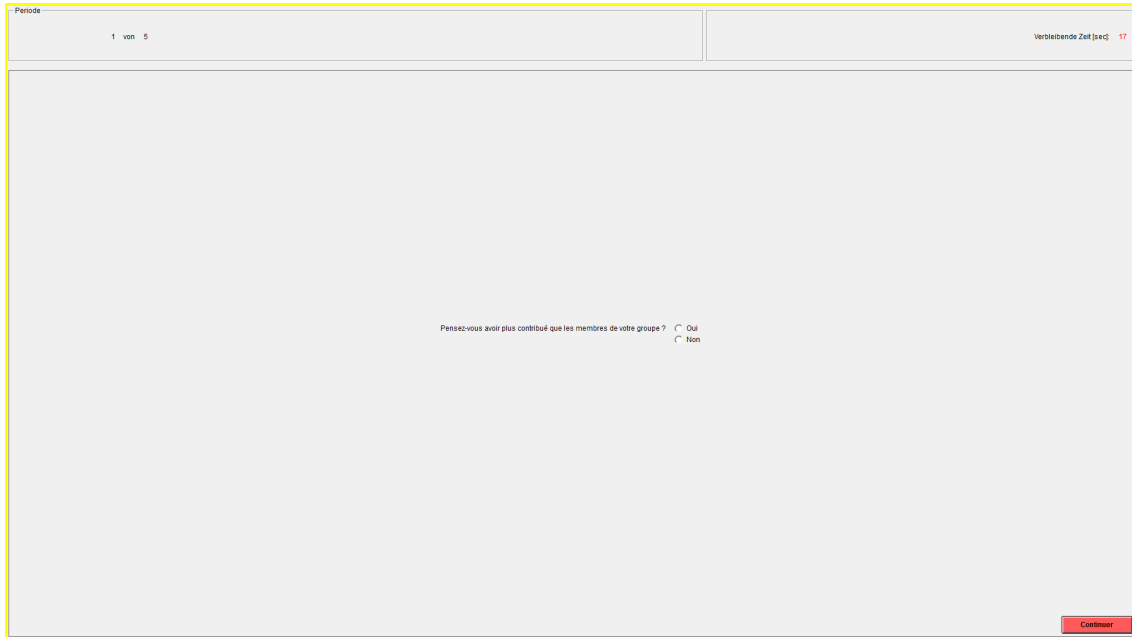 Periode
1 von 5
Verbleibende Zeit [sec]: 17
Pensez-vous avoir plus contribué que les membres de votre groupe ? Oui
Non
Continuer